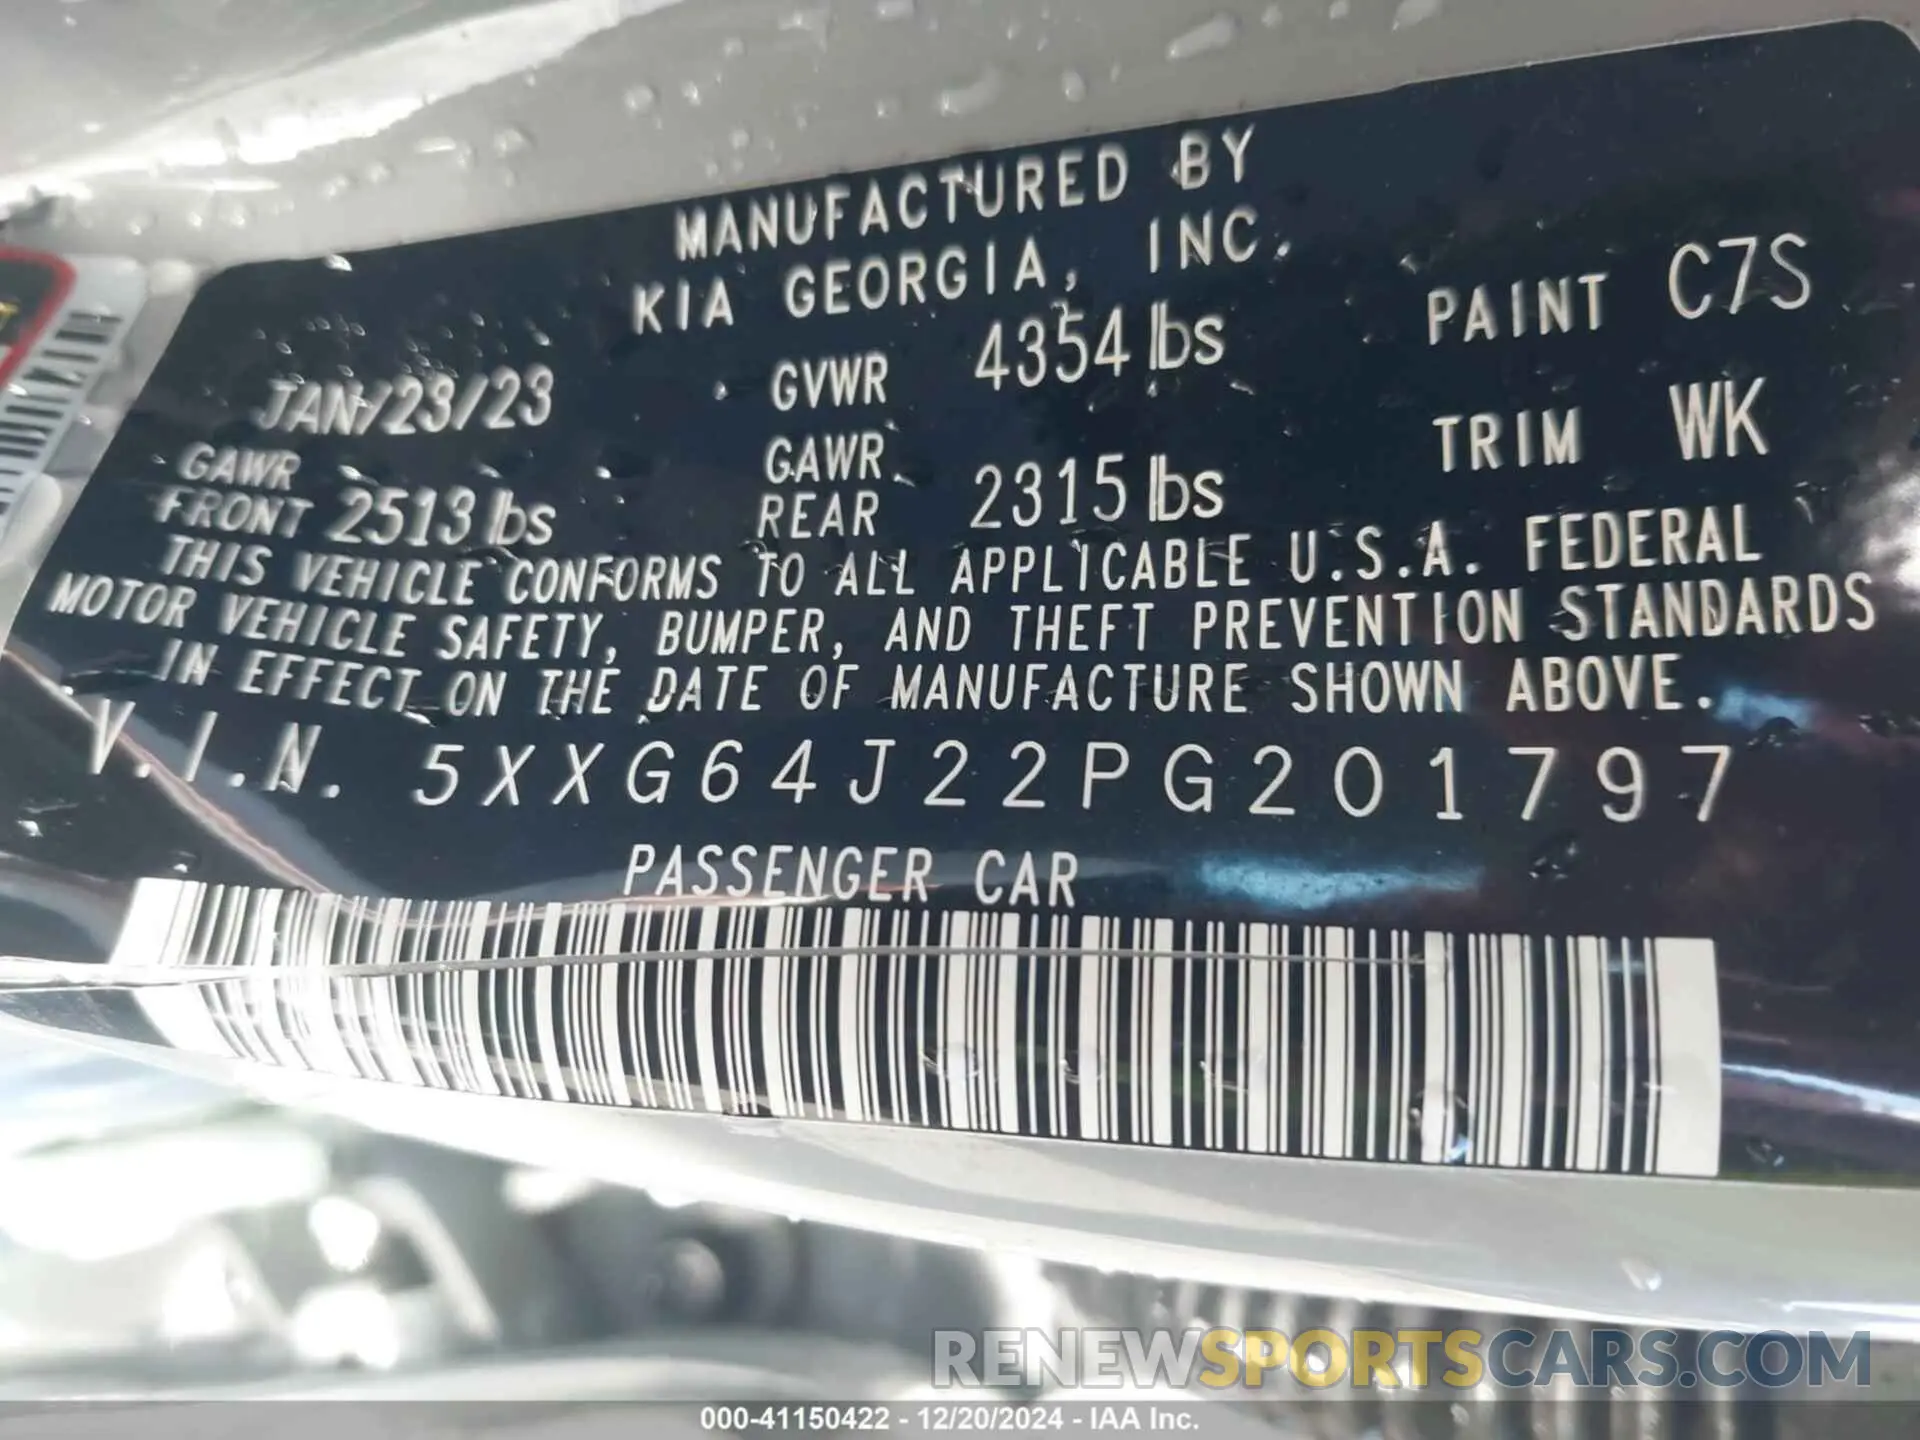 MANUFACTURED BY
KIA GEORGIA, INC.
JAN/23/23 GVWR 4354 lbs PAINT C7S
GAWR FRONT 2513 lbs GAWR REAR 2315 lbs TRIM WK
THIS VEHICLE CONFORMS TO ALL APPLICABLE U.S.A. FEDERAL
MOTOR VEHICLE SAFETY, BUMPER, AND THEFT PREVENTION STANDARDS
IN EFFECT ON THE DATE OF MANUFACTURE SHOWN ABOVE.
V.I.N. 5XXG64J22PG201797
PASSENGER CAR
RENEWSPORTSCARS.COM
000-41150422 - 12/20/2024 - IAA Inc.